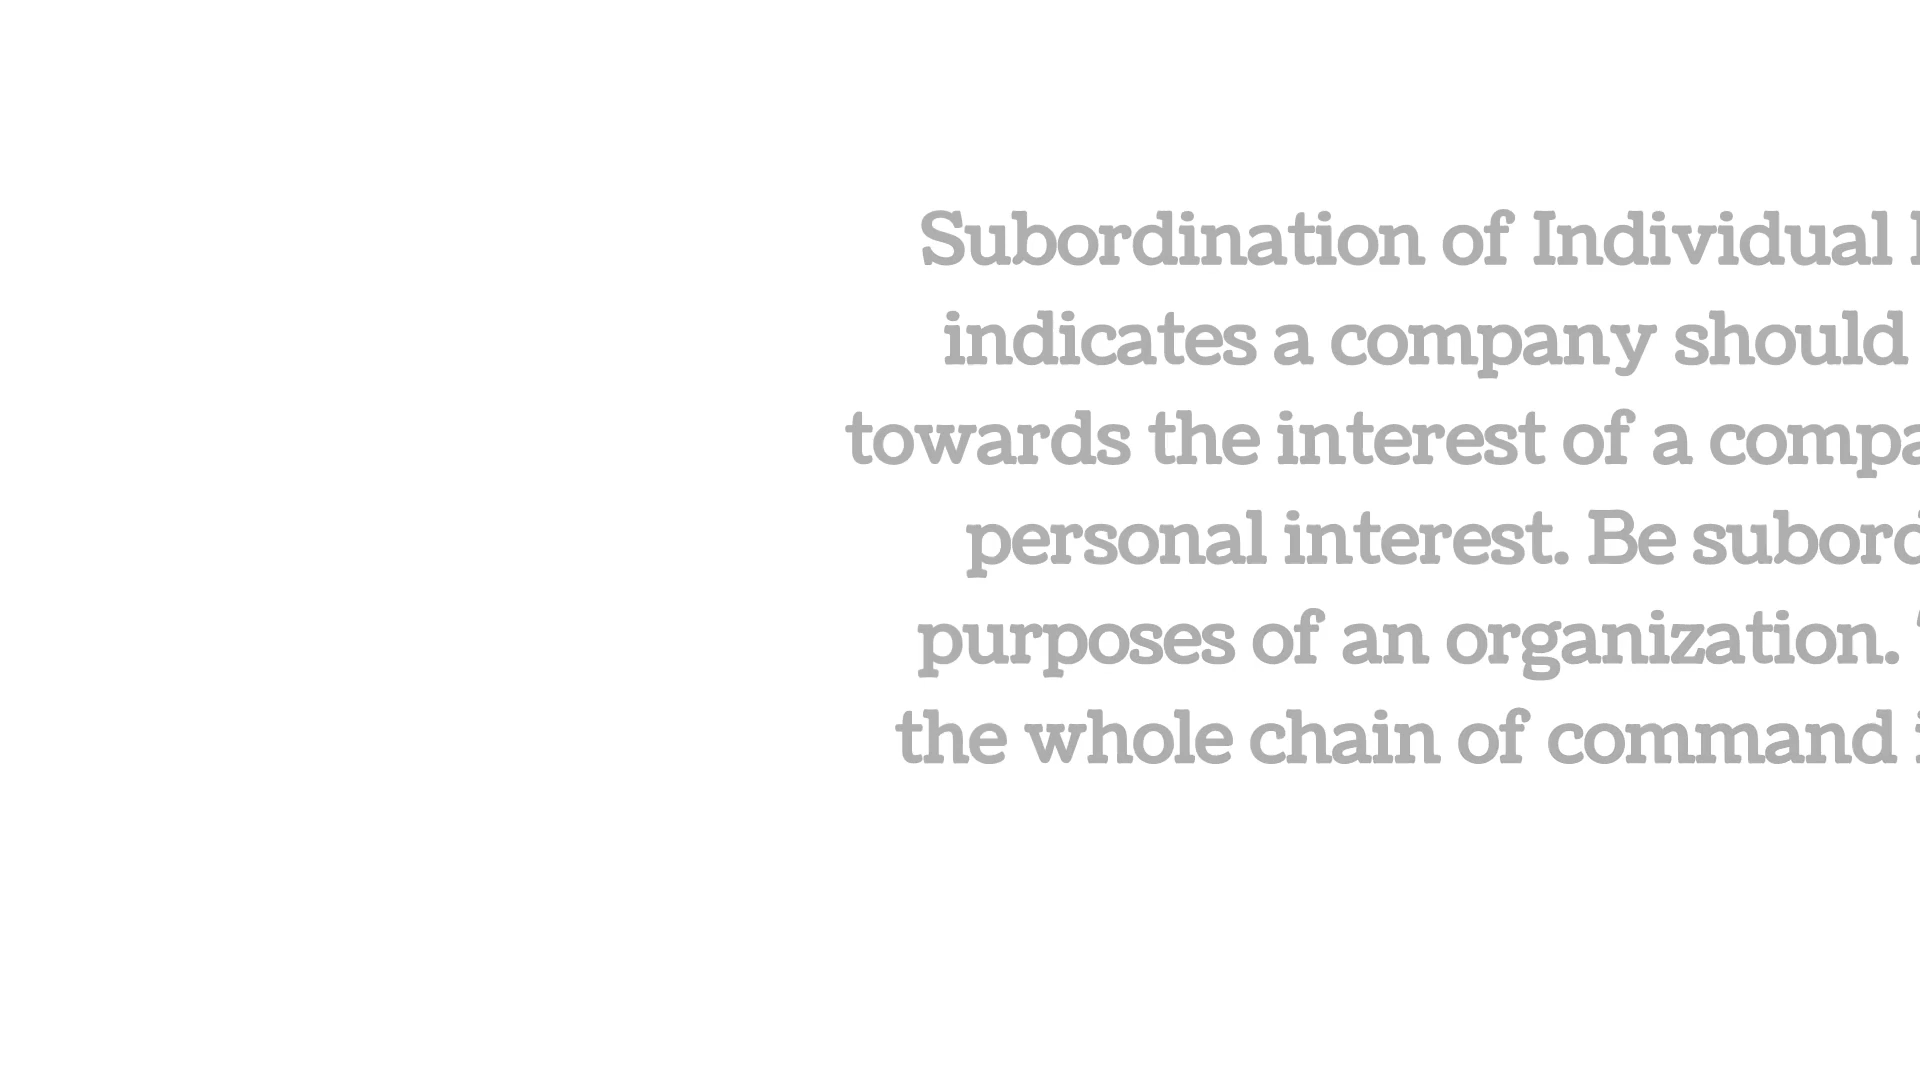 Subordination of Individual
indicates a company should
towards the interest of a
personal interest. Be
purposes of an organization.
the whole chain of command